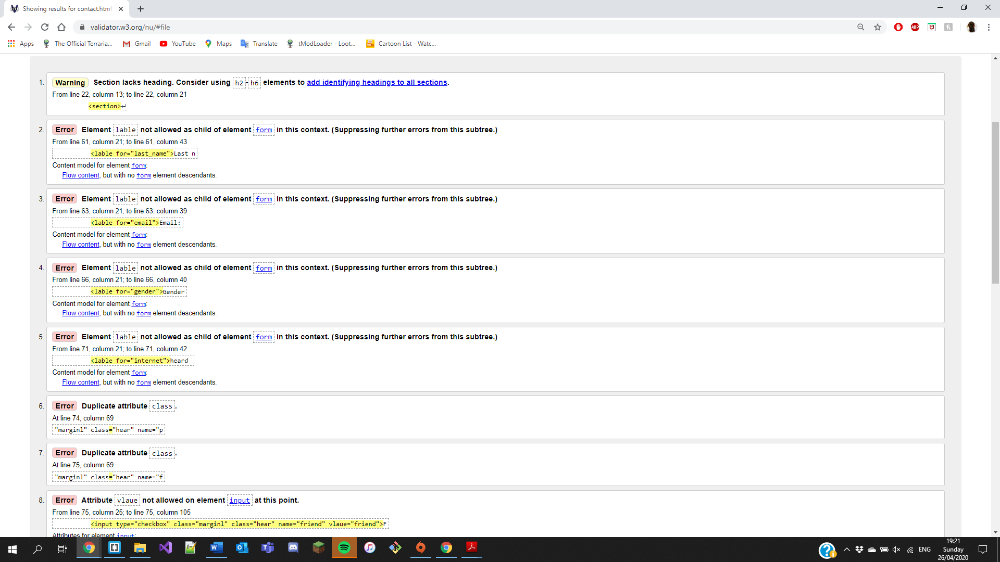 Showing results for contact.html
validator.w3.org/nu/#file
Apps The Official Terraria... Gmail YouTube Maps Translate tModLoader - Loot... Cartoon List - Watc...
1. Warning Section lacks heading. Consider using h2-h6 elements to add identifying headings to all sections.
From line 22, column 13; to line 22, column 21
<section>↩
2. Error Element lable not allowed as child of element form in this context. (Suppressing further errors from this subtree.)
From line 61, column 21; to line 61, column 43
<lable for="last_name">Last n
Content model for element form:
Flow content, but with no form element descendants.
3. Error Element lable not allowed as child of element form in this context. (Suppressing further errors from this subtree.)
From line 63, column 21; to line 63, column 39
<lable for="email">Email:
Content model for element form:
Flow content, but with no form element descendants.
4. Error Element lable not allowed as child of element form in this context. (Suppressing further errors from this subtree.)
From line 66, column 21; to line 66, column 40
<lable for="gender">Gender
Content model for element form:
Flow content, but with no form element descendants.
5. Error Element lable not allowed as child of element form in this context. (Suppressing further errors from this subtree.)
From line 71, column 21; to line 71, column 42
<lable for="internet">heard
Content model for element form:
Flow content, but with no form element descendants.
6. Error Duplicate attribute class.
At line 74, column 69
"marginl" class="hear" name="p
7. Error Duplicate attribute class.
At line 75, column 69
"marginl" class="hear" name="f
8. Error Attribute vlaue not allowed on element input at this point.
From line 75, column 25; to line 75, column 105
<input type="checkbox" class="marginl" class="hear" name="friend" vlaue="friend">F
Attributes for element input:
ENG
19:21
Sunday
26/04/2020